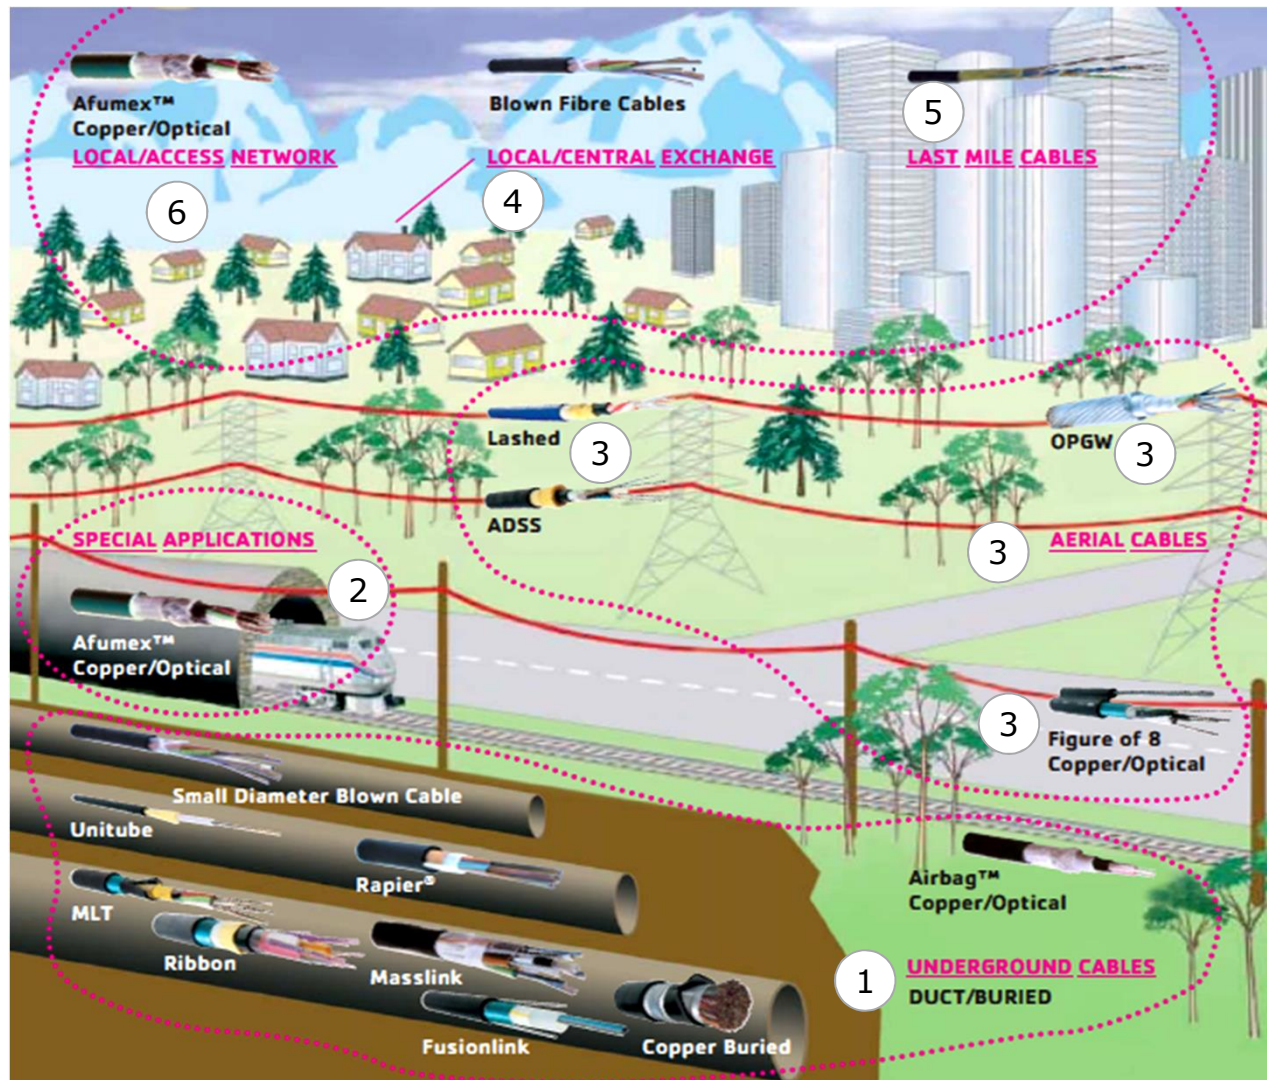 Afumex™
Copper/Optical
LOCAL/ACCESS NETWORK
6
Blown Fibre Cables
LOCAL/CENTRAL EXCHANGE
4
5
LAST MILE CABLES
Lashed
3
ADSS
OPGW
3
3
AERIAL CABLES
SPECIAL APPLICATIONS
2
Afumex™
Copper/Optical
3
Figure of 8
Copper/Optical
Small Diameter Blown Cable
Unitube
Rapier®
MLT
Ribbon
Masslink
Fusionlink
Copper Buried
Airbag™
Copper/Optical
1
UNDERGROUND CABLES
DUCT/BURIED